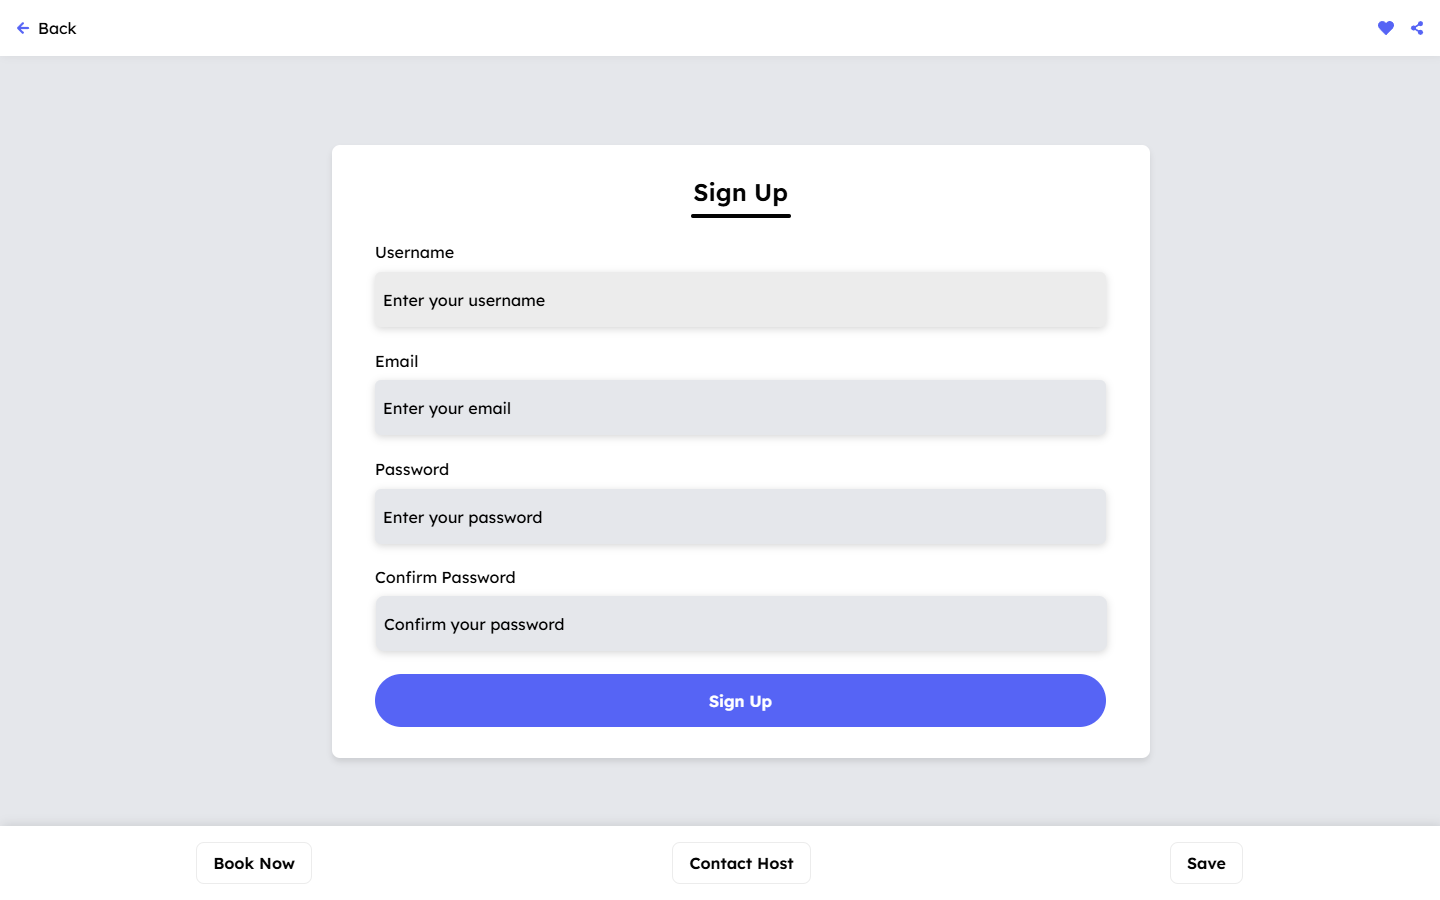 Back
Sign Up
Username
Enter your username
Email
Enter your email
Password
Enter your password
Confirm Password
Confirm your password
Sign Up
Book Now
Contact Host
Save